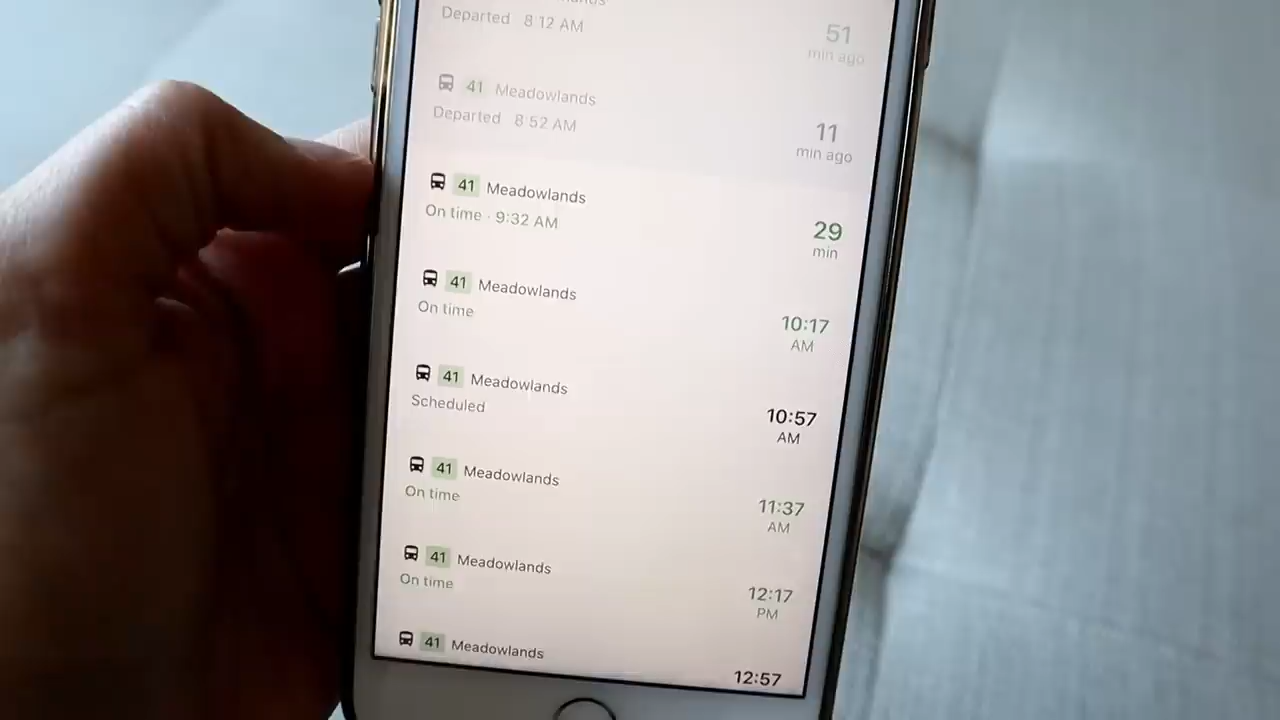 Departed 8:12 AM
51
min ago
41 Meadowlands
Departed 8:52 AM
11
min ago
41 Meadowlands
On time · 9:32 AM
29
min
41 Meadowlands
On time
10:17
AM
41 Meadowlands
Scheduled
10:57
AM
41 Meadowlands
On time
11:37
AM
41 Meadowlands
On time
12:17
PM
41 Meadowlands
12:57